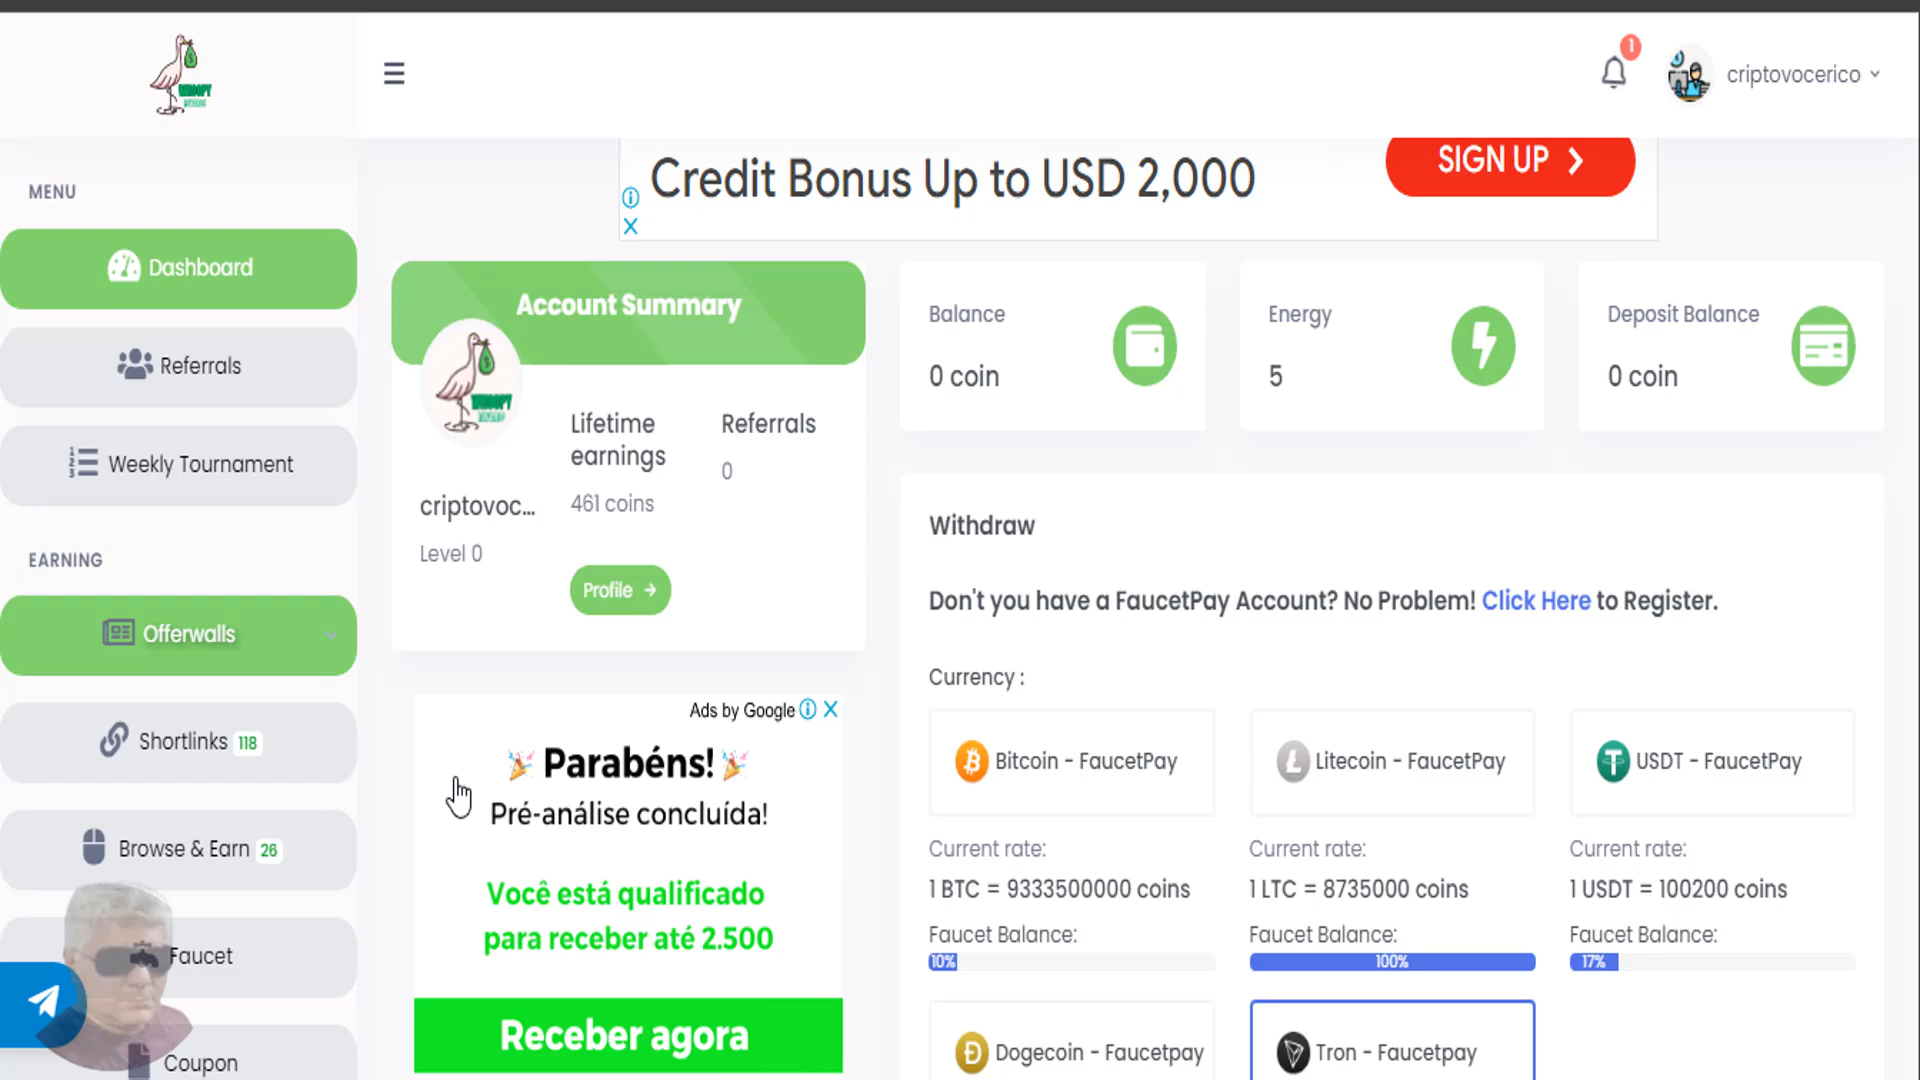 WHOOPY
1
criptovocerico
Credit Bonus Up to USD 2,000
SIGN UP
MENU
Dashboard
Referrals
Weekly Tournament
EARNING
Offerwalls
Shortlinks 118
Browse & Earn 26
Faucet
Coupon
Account Summary
WHOOPY
criptovoc...
Level 0
Lifetime
earnings
461 coins
Referrals
0
Profile
Balance
0 coin
Energy
5
Deposit Balance
0 coin
Ads by Google
Parabéns!
Pré-análise concluída!
Você está qualificado
para receber até 2.500
Receber agora
Withdraw
Don't you have a FaucetPay Account? No Problem! Click Here to Register.
Currency :
Bitcoin - FaucetPay
Current rate:
1 BTC = 9333500000 coins
Faucet Balance:
10%
Litecoin - FaucetPay
Current rate:
1 LTC = 8735000 coins
Faucet Balance:
100%
USDT - FaucetPay
Current rate:
1 USDT = 100200 coins
Faucet Balance:
17%
Dogecoin - Faucetpay
Tron - Faucetpay